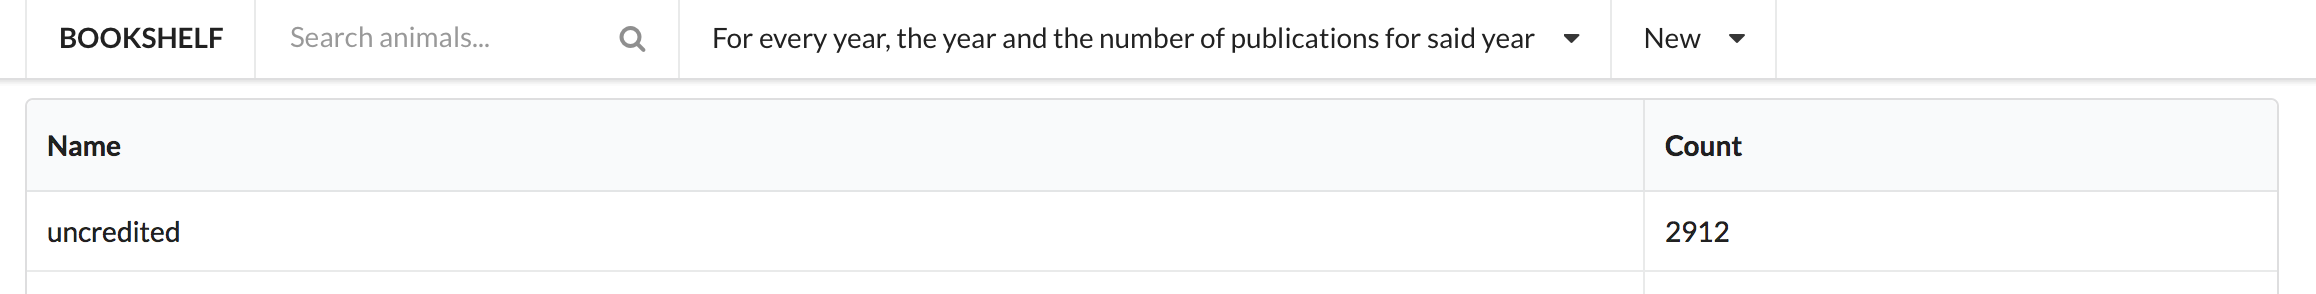 BOOKSHELF Search animals... For every year, the year and the number of publications for said year New
Name Count
uncredited 2912